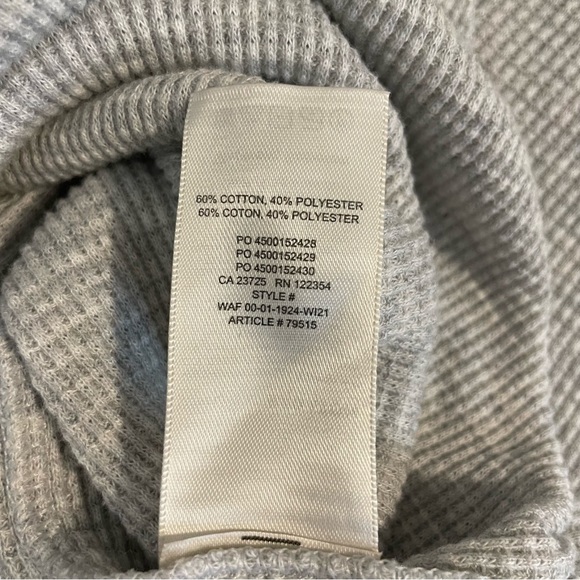 60% COTTON, 40% POLYESTER
60% COTON, 40% POLYESTER
PO 4500152428
PO 4500152429
PO 4500152430
CA 23725 RN 122354
STYLE #
WAF 00-01-1924-WI21
ARTICLE # 79515